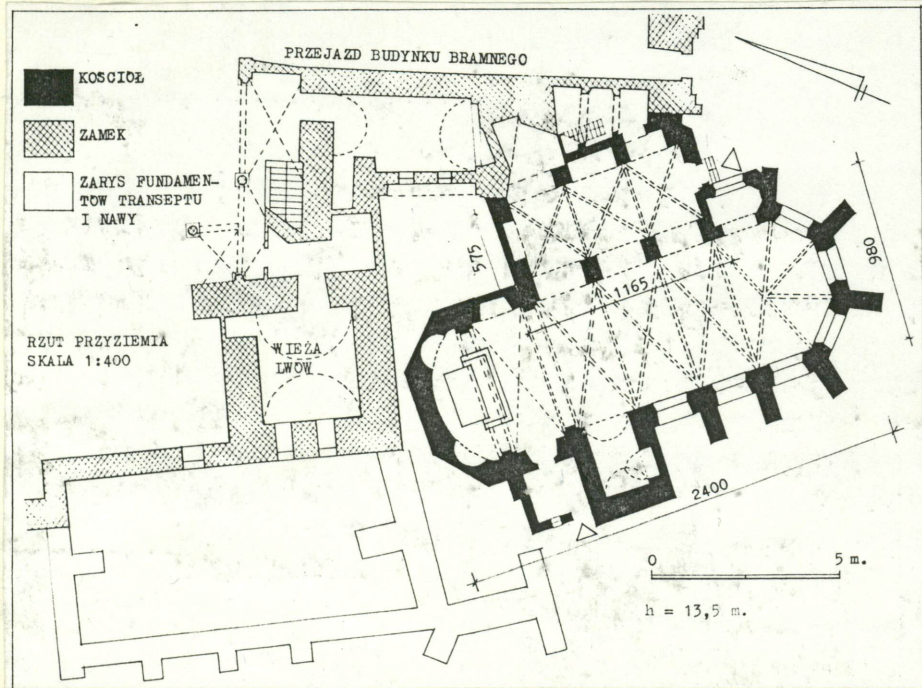 PRZEJAZD BUDYNKU BRAMNEGO
KOŚCIÓŁ
ZAMEK
ZARYS FUNDAMEN-
TÓW TRANSEPTU
I NAWY
RZUT PRZYZIEMIA
SKALA 1:400
WIEŻA
LWÓW
575
1165
980
2400
0 5 m.
h = 13,5 m.